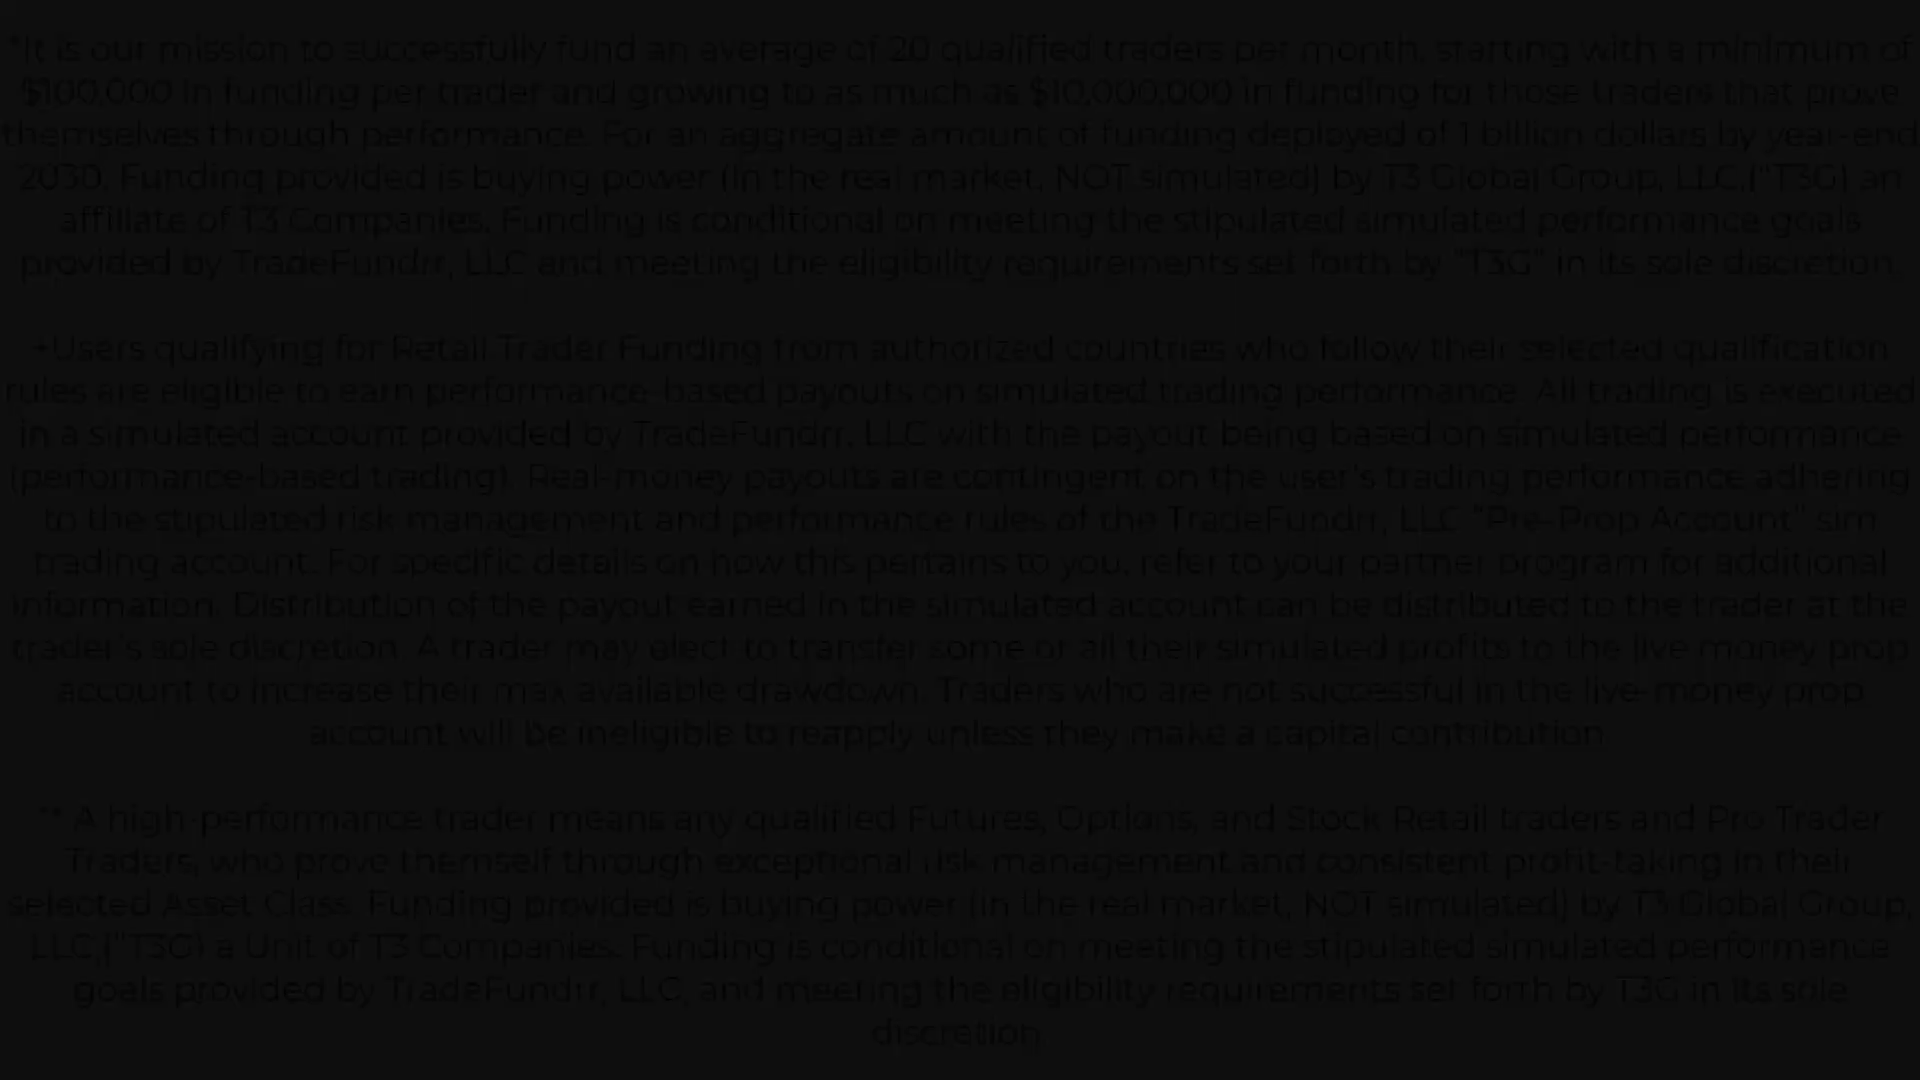 *It is our mission to successfully fund an average of 20 qualified traders per month, starting with a minimum of
$100,000 in funding per trader and growing to as much as $10,000,000 in funding for those traders that prove
themselves through performance. For an aggregate amount of funding deployed of 1 billion dollars by year-end
2030. Funding provided is buying power (in the real market, NOT simulated) by T3 Global Group, LLC,("T3G) an
affiliate of T3 Companies. Funding is conditional on meeting the stipulated simulated performance goals
provided by TradeFundrr, LLC and meeting the eligibility requirements set forth by "T3G" in its sole discretion.
+Users qualifying for Retail Trader Funding from authorized countries who follow their selected qualification
rules are eligible to earn performance-based payouts on simulated trading performance. All trading is executed
in a simulated account provided by TradeFundrr, LLC with the payout being based on simulated performance
(performance-based trading). Real-money payouts are contingent on the user's trading performance adhering
to the stipulated risk management and performance rules of the TradeFundrr, LLC "Pre-Prop Account" sim
trading account. For specific details on how this pertains to you, refer to your partner program for additional
information. Distribution of the payout earned in the simulated account can be distributed to the trader at the
trader's sole discretion. A trader may elect to transfer some or all their simulated profits to the live money prop
account to increase their max available drawdown. Traders who are not successful in the live-money prop
account will be ineligible to reapply unless they make a capital contribution.
** A high-performance trader means any qualified Futures, Options, and Stock Retail traders and Pro Trader
Traders, who prove themself through exceptional risk management and consistent profit-taking in their
selected Asset Class. Funding provided is buying power (in the real market, NOT simulated) by T3 Global Group,
LLC,("T3G) a Unit of T3 Companies. Funding is conditional on meeting the stipulated simulated performance
goals provided by TradeFundrr, LLC, and meeting the eligibility requirements set forth by T3G in its sole
discretion.